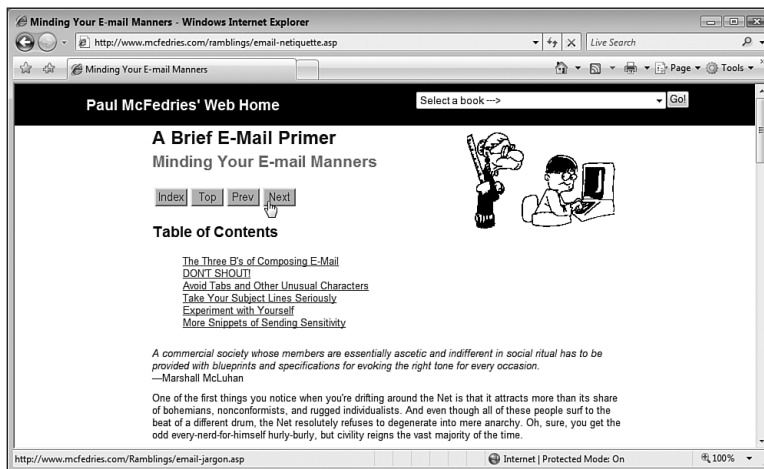 Minding Your E-mail Manners - Windows Internet Explorer
http://www.mcfedries.com/ramblings/email-netiquette.asp
Live Search
Minding Your E-mail Manners
Page
Tools
Paul McFedries' Web Home
Select a book --->
Go!
A Brief E-Mail Primer
Minding Your E-mail Manners
Index Top Prev Next
Table of Contents
The Three B's of Composing E-Mail
DON'T SHOUT!
Avoid Tabs and Other Unusual Characters
Take Your Subject Lines Seriously
Experiment with Yourself
More Snippets of Sending Sensitivity
A commercial society whose members are essentially ascetic and indifferent in social ritual has to be
provided with blueprints and specifications for evoking the right tone for every occasion.
—Marshall McLuhan
One of the first things you notice when you're drifting around the Net is that it attracts more than its share
of bohemians, nonconformists, and rugged individualists. And even though all of these people surf to the
beat of a different drum, the Net resolutely refuses to degenerate into mere anarchy. Oh, sure, you get the
odd every-nerd-for-himself hurly-burly, but civility reigns the vast majority of the time.
http://www.mcfedries.com/Ramblings/email-jargon.asp
Internet | Protected Mode: On
100%